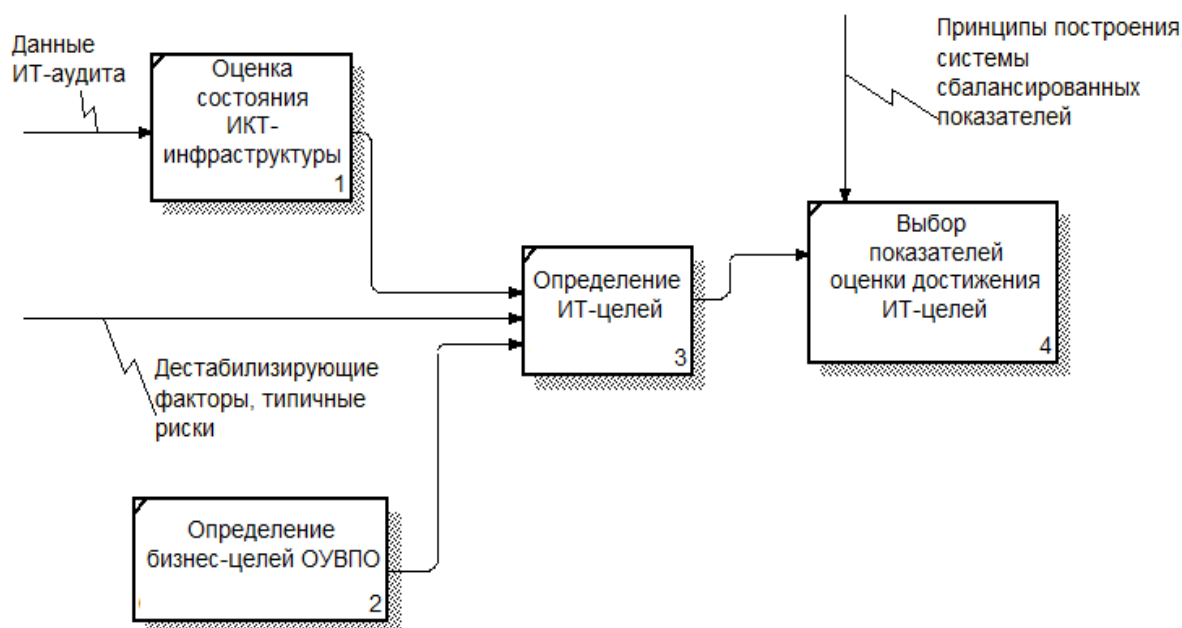 Данные
ИТ-аудита
Оценка
состояния
ИКТ-
инфраструктуры
1
Принципы построения
системы
сбалансированных
показателей
Выбор
показателей
оценки достижения
ИТ-целей
4
Определение
ИТ-целей
3
Дестабилизирующие
факторы, типичные
риски
Определение
бизнес-целей ОУВПО
2